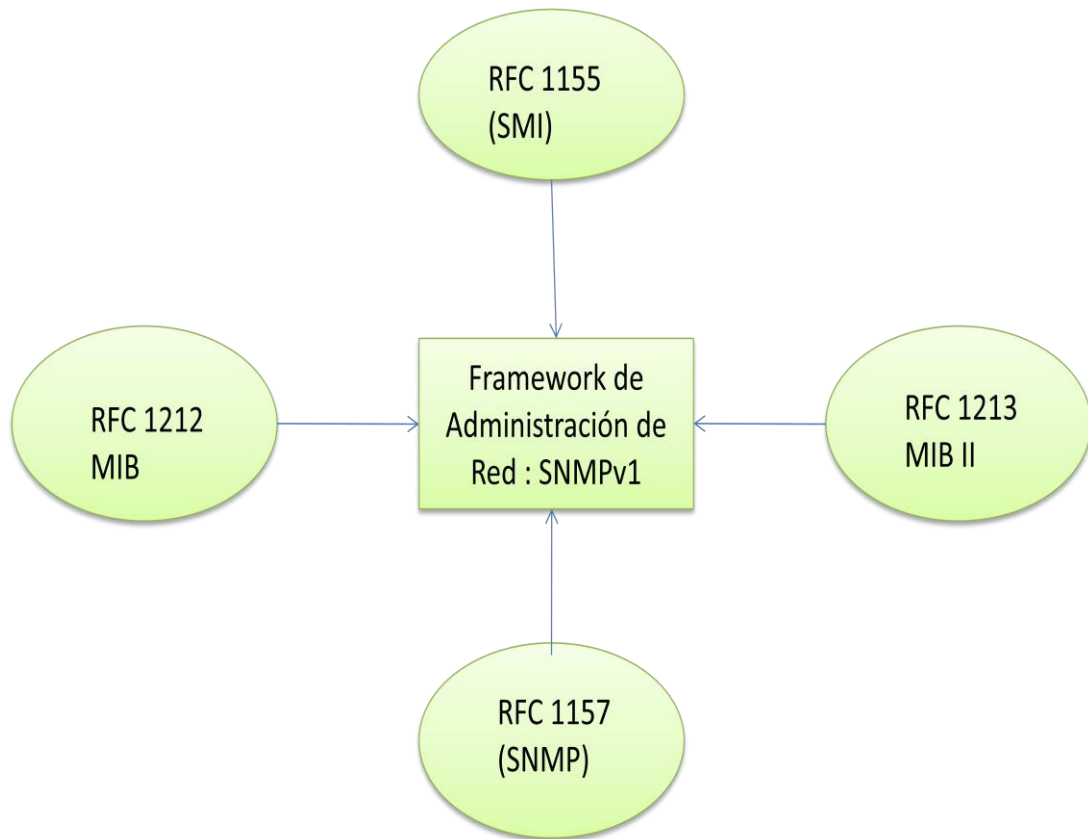 RFC 1155
(SMI)
RFC 1212
MIB
Framework de
Administración de
Red : SNMPv1
RFC 1213
MIB II
RFC 1157
(SNMP)